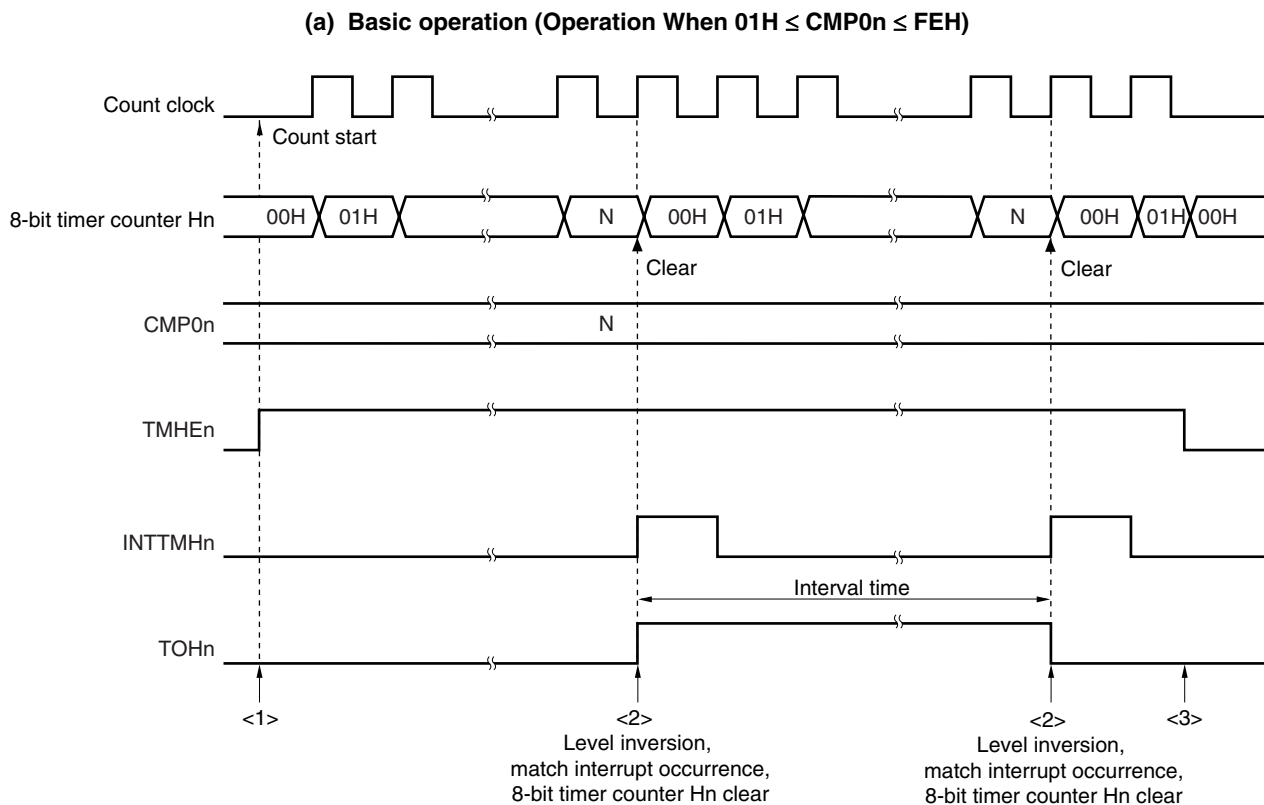 (a) Basic operation (Operation When 01H ≤ CMP0n ≤ FEH)
Count clock
Count start
8-bit timer counter Hn
00H 01H N 00H 01H N 00H 01H 00H
Clear Clear
CMP0n N
TMHEn
INTTMHn
Interval time
TOHn
<1> <2> <2> <3>
Level inversion, Level inversion,
match interrupt occurrence, match interrupt occurrence,
8-bit timer counter Hn clear 8-bit timer counter Hn clear